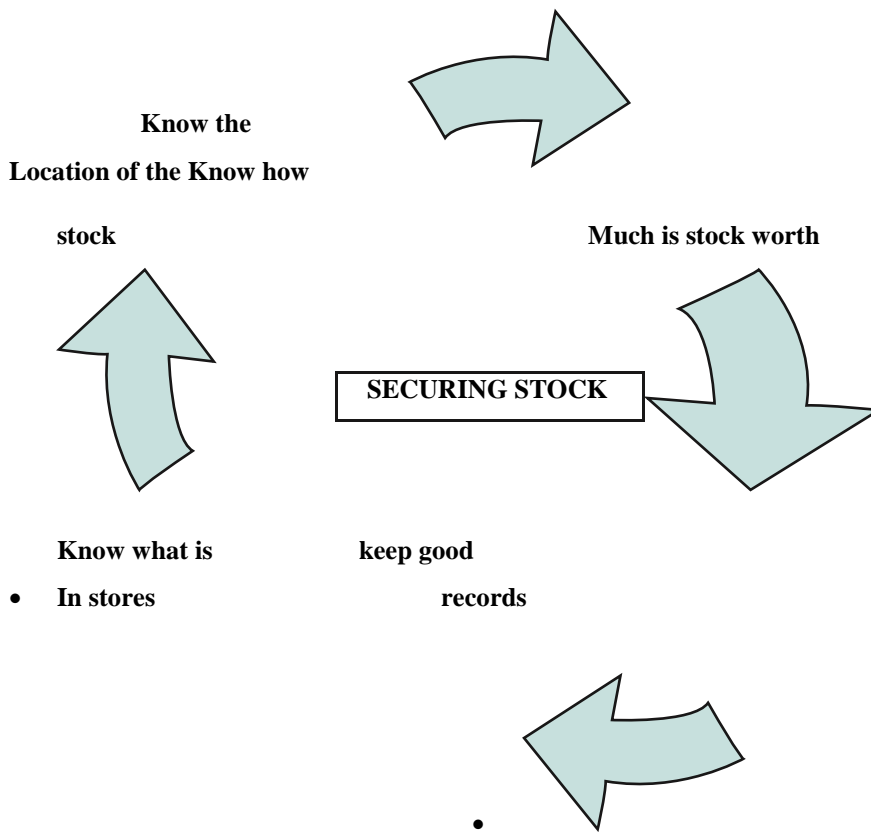 Know the
Location of the Know how
stock Much is stock worth
SECURING STOCK
Know what is keep good
• In stores records
•